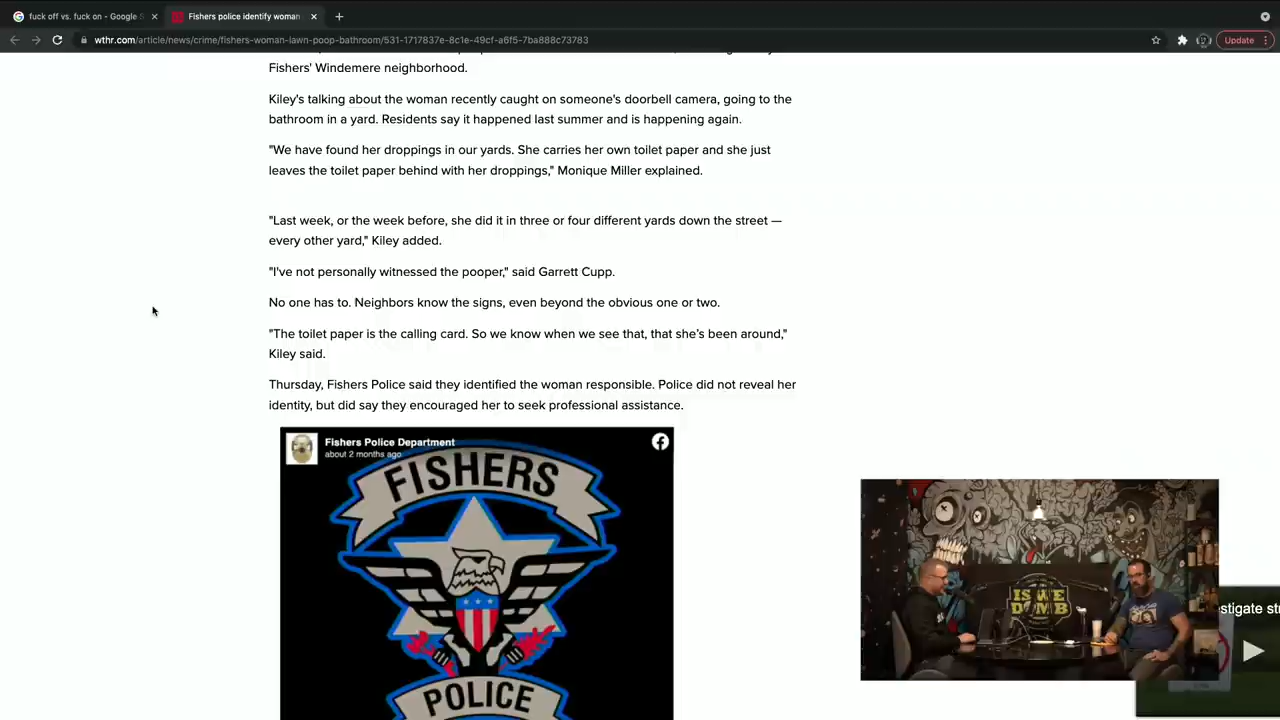 fuck off vs. fuck on - Google S
Fishers police identify woman
wthr.com/article/news/crime/fishers-woman-lawn-poop-bathroom/531-1717837e-8c1e-49cf-a6f5-7ba888c73783
Update
Fishers' Windemere neighborhood.
Kiley's talking about the woman recently caught on someone's doorbell camera, going to the
bathroom in a yard. Residents say it happened last summer and is happening again.
"We have found her droppings in our yards. She carries her own toilet paper and she just
leaves the toilet paper behind with her droppings," Monique Miller explained.
"Last week, or the week before, she did it in three or four different yards down the street —
every other yard," Kiley added.
"I've not personally witnessed the pooper," said Garrett Cupp.
No one has to. Neighbors know the signs, even beyond the obvious one or two.
"The toilet paper is the calling card. So we know when we see that, that she's been around,"
Kiley said.
Thursday, Fishers Police said they identified the woman responsible. Police did not reveal her
identity, but did say they encouraged her to seek professional assistance.
Fishers Police Department
about 2 months ago
FISHERS
POLICE
IS WE
DUMB
stigate str